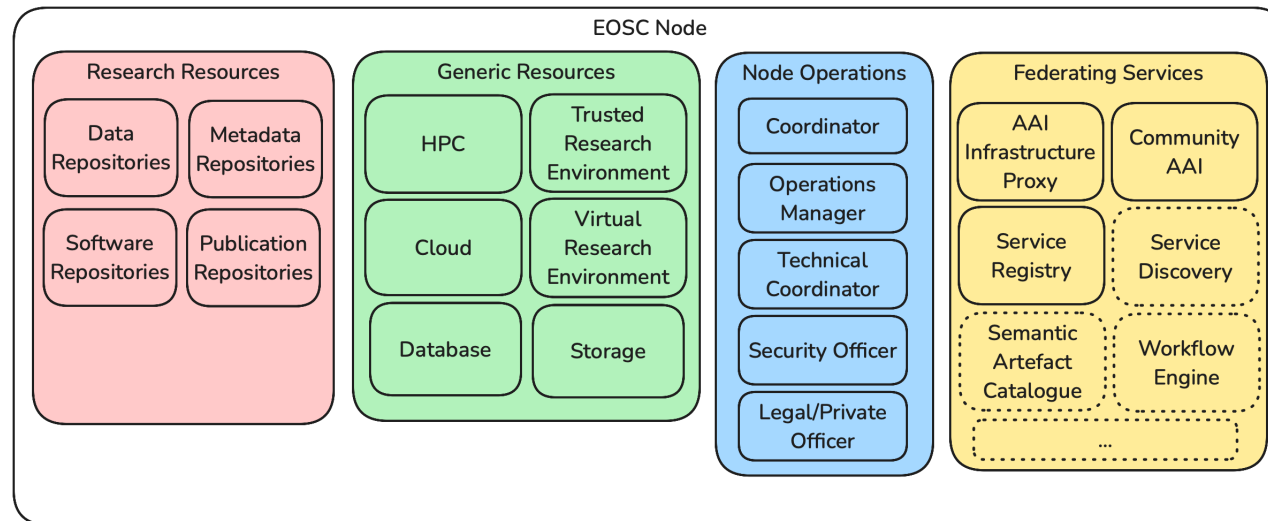 EOSC Node
Research Resources
Data
Repositories
Metadata
Repositories
Software
Repositories
Publication
Repositories
Generic Resources
HPC
Trusted
Research
Environment
Cloud
Virtual
Research
Environment
Database
Storage
Node Operations
Coordinator
Operations
Manager
Technical
Coordinator
Security Officer
Legal/Private
Officer
Federating Services
AAI
Infrastructure
Proxy
Community
AAI
Service
Registry
Service
Discovery
Semantic
Artefact
Catalogue
Workflow
Engine
...